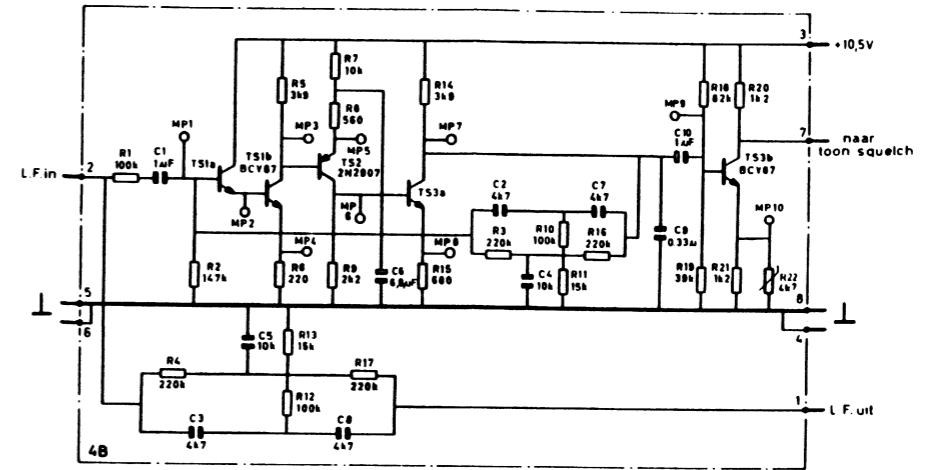 3
+10,5V
R7
10k
R5
3k9
R14
3k9
R18
82k
R20
1k2
R6
560
MP9
MP1
MP3
MP7
C10
1µF
7
naar
toon squelch
L.F. in
2
R1
100k
C1
1µF
TS1a
TS1b
BCY87
MP5
TS2
2N2907
TS3b
BCY87
MP2
MP
6
TS3a
C2
4k7
C7
4k7
MP10
R3
220k
R10
100k
R16
220k
C9
0.33µ
MP4
MP8
R2
147k
R8
220
R9
2k2
C6
6,8µF
R15
680
C4
10k
R11
15k
R19
39k
R21
1k2
R22
4k7
5
8
6
4
C5
10k
R13
15k
R4
220k
R17
220k
R12
100k
1
L.F. uit
C3
4k7
C8
4k7
4B